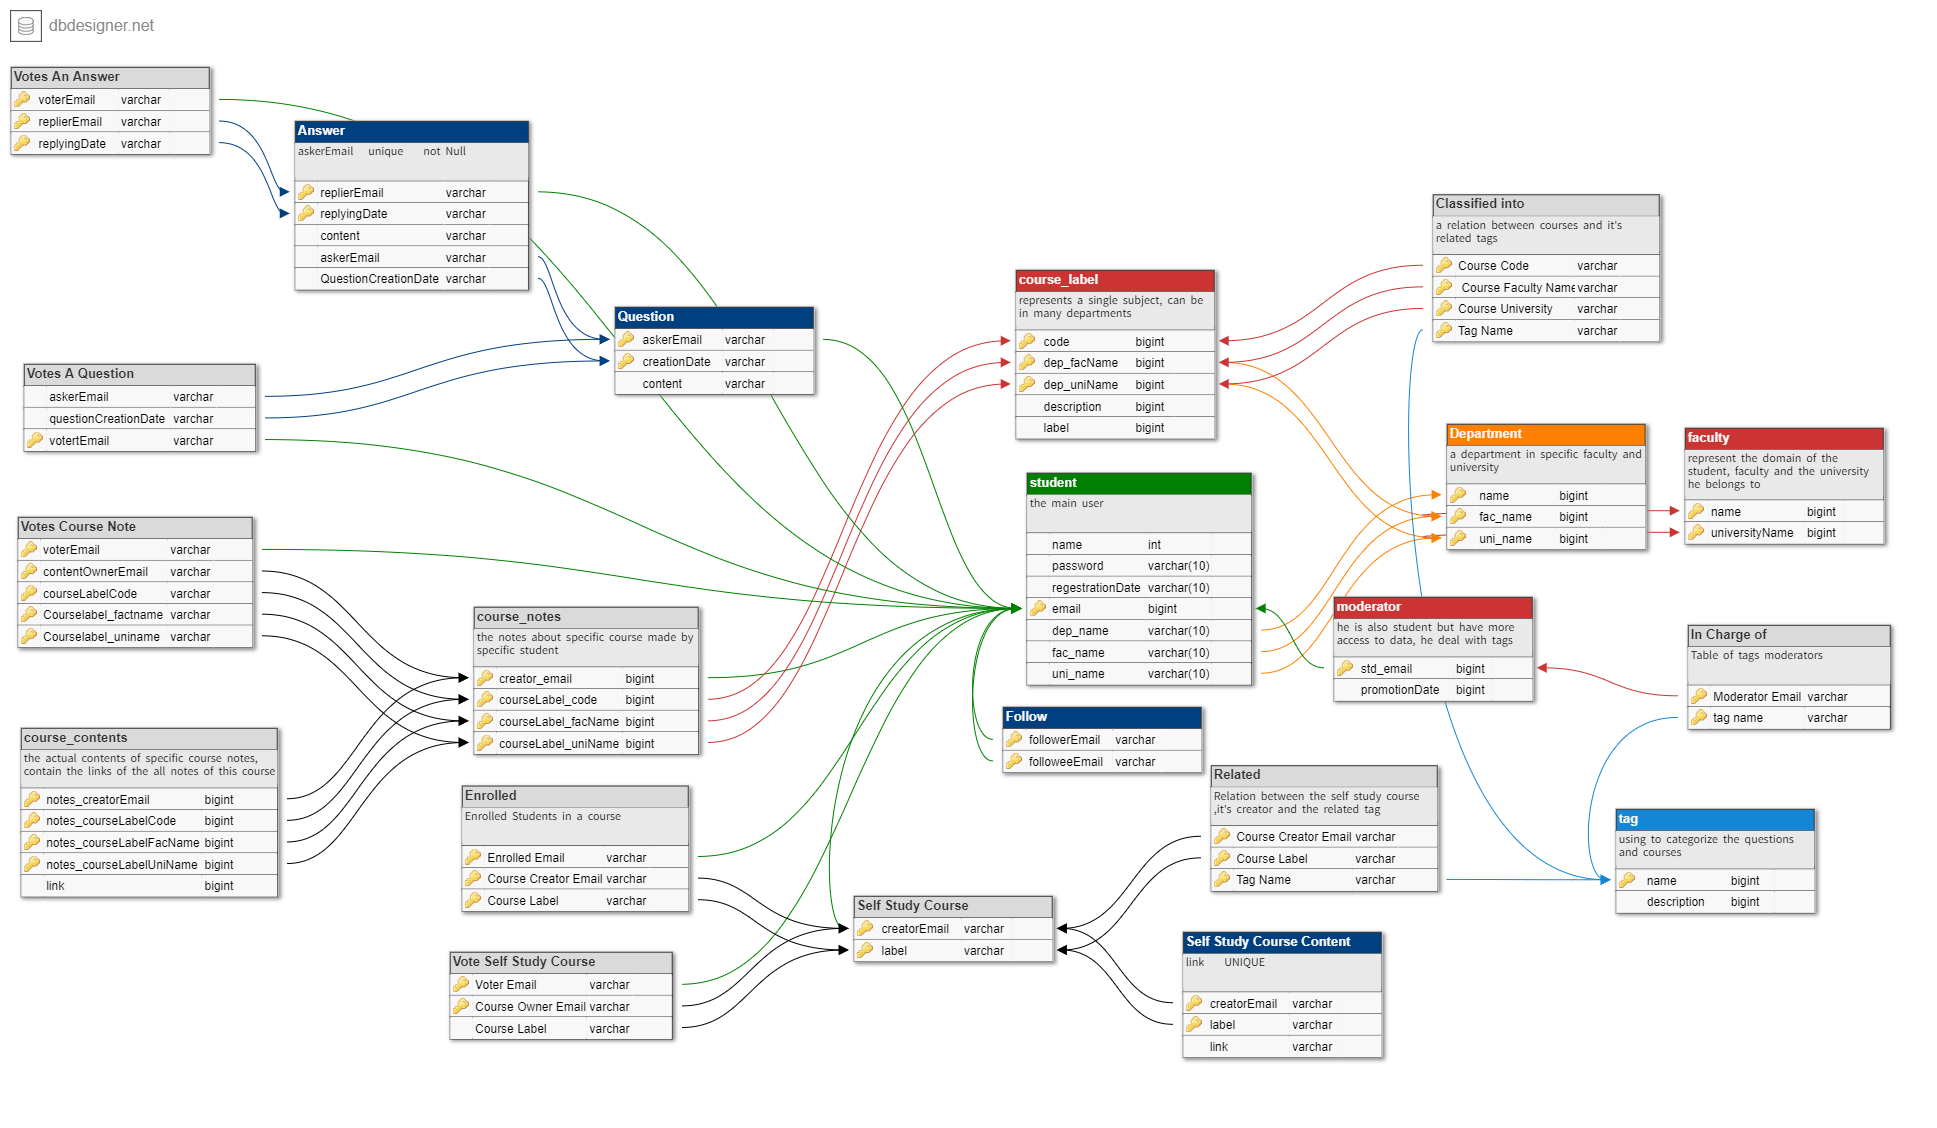 dbdesigner.net
Votes An Answer
voterEmail varchar
replierEmail varchar
replyingDate varchar
Answer
askerEmail unique not Null
replierEmail varchar
replyingDate varchar
content varchar
askerEmail varchar
QuestionCreationDate varchar
Question
askerEmail varchar
creationDate varchar
content varchar
Votes A Question
askerEmail varchar
questionCreationDate varchar
votertEmail varchar
Votes Course Note
voterEmail varchar
contentOwnerEmail varchar
courseLabelCode varchar
Courselabel_factname varchar
Courselabel_uniname varchar
course_notes
the notes about specific course made by
specific student
creator_email bigint
courseLabel_code bigint
courseLabel_facName bigint
courseLabel_uniName bigint
course_contents
the actual contents of specific course notes,
contain the links of the all notes of this course
notes_creatorEmail bigint
notes_courseLabelCode bigint
notes_courseLabelFacName bigint
notes_courseLabelUniName bigint
link bigint
Enrolled
Enrolled Students in a course
Enrolled Email varchar
Course Creator Email varchar
Course Label varchar
Vote Self Study Course
Voter Email varchar
Course Owner Email varchar
Course Label varchar
Self Study Course
creatorEmail varchar
label varchar
course_label
represents a single subject, can be
in many departments
code bigint
dep_facName bigint
dep_uniName bigint
description bigint
label bigint
student
the main user
name int
password varchar(10)
regestrationDate varchar(10)
email bigint
dep_name varchar(10)
fac_name varchar(10)
uni_name varchar(10)
Follow
followerEmail varchar
followeeEmail varchar
Related
Relation between the self study course
,it's creator and the related tag
Course Creator Email varchar
Course Label varchar
Tag Name varchar
Self Study Course Content
link UNIQUE
creatorEmail varchar
label varchar
link varchar
Classified into
a relation between courses and it's
related tags
Course Code varchar
Course Faculty Name varchar
Course University varchar
Tag Name varchar
Department
a department in specific faculty and
university
name bigint
fac_name bigint
uni_name bigint
faculty
represent the domain of the
student, faculty and the university
he belongs to
name bigint
universityName bigint
moderator
he is also student but have more
access to data, he deal with tags
std_email bigint
promotionDate bigint
In Charge of
Table of tags moderators
Moderator Email varchar
tag name varchar
tag
using to categorize the questions
and courses
name bigint
description bigint